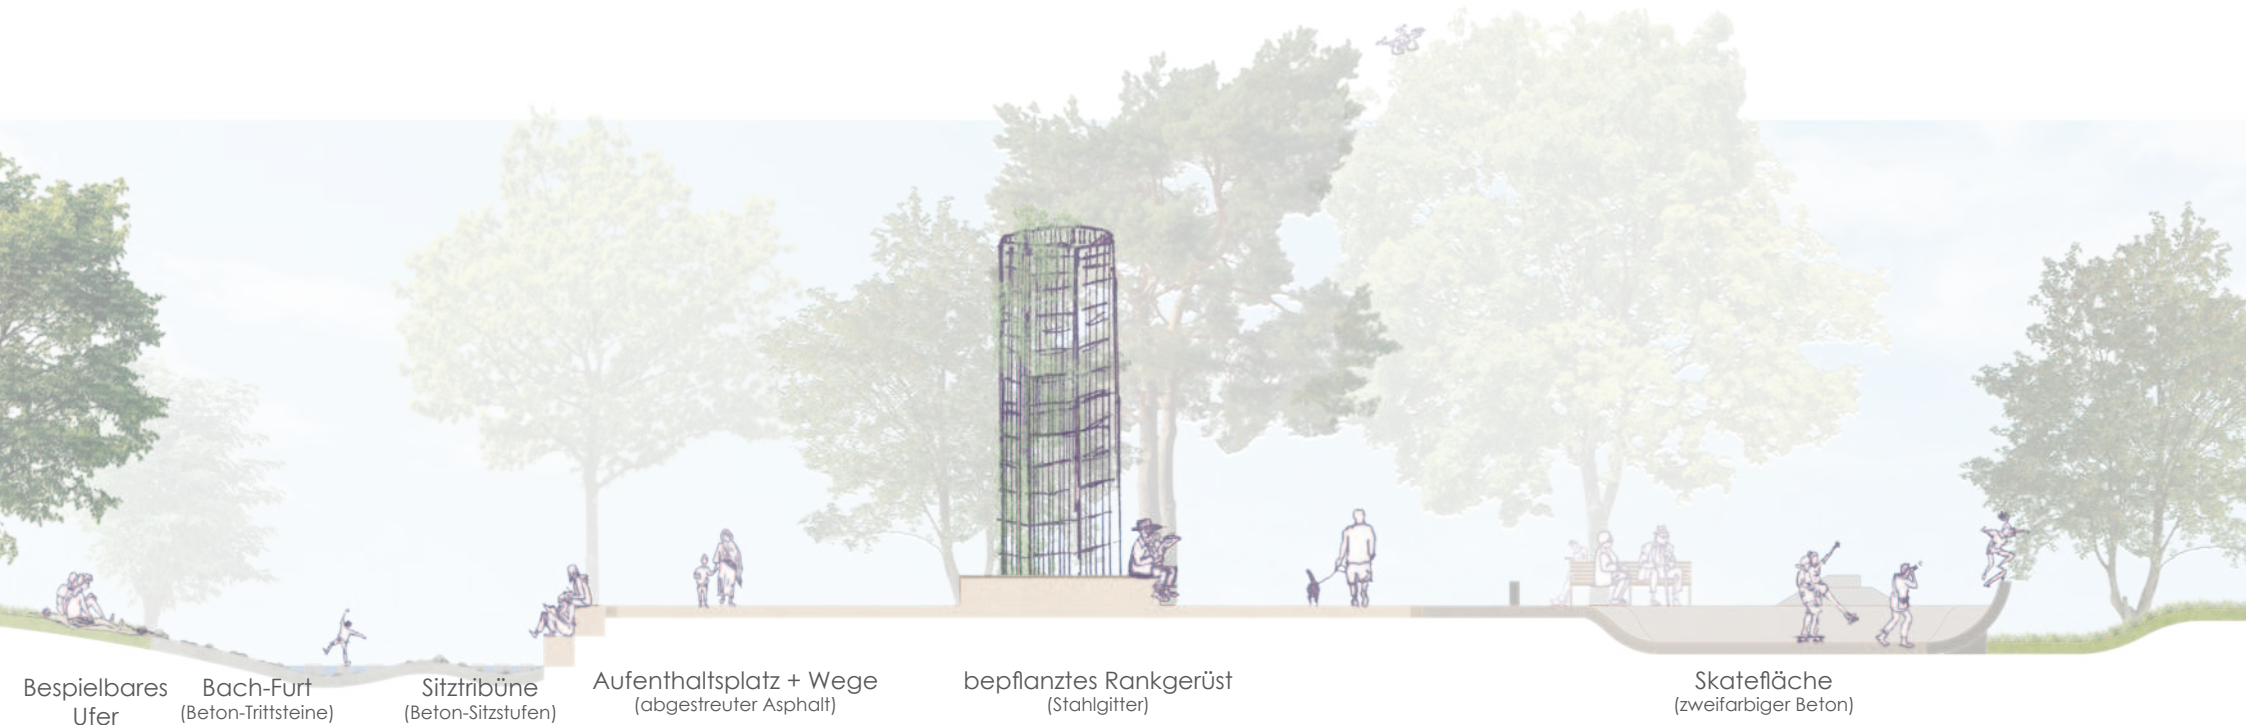 Bespielbares
Ufer
Bach-Furt
(Beton-Trittsteine)
Sitztribüne
(Beton-Sitzstufen)
Aufenthaltsplatz + Wege
(abgestreuter Asphalt)
bepflanztes Rankgerüst
(Stahlgitter)
Skatefläche
(zweifarbiger Beton)